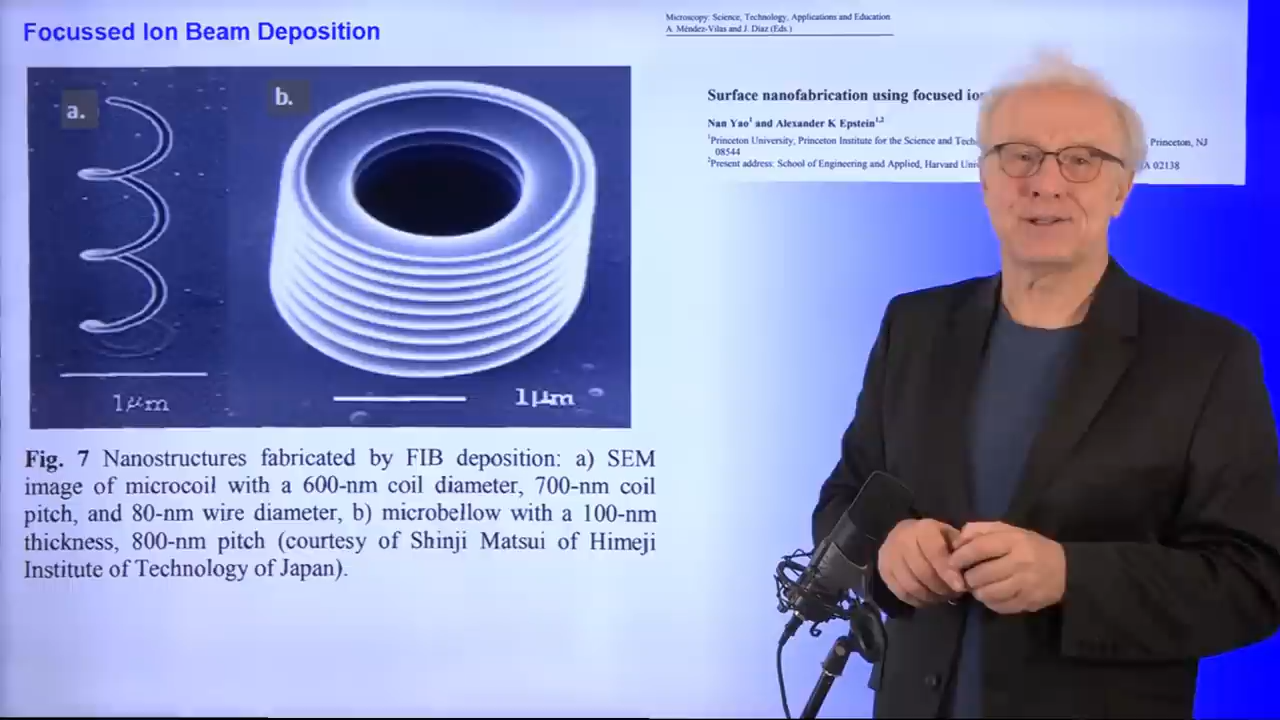 Focussed Ion Beam Deposition
a.
b.
1μm
1μm
Fig. 7 Nanostructures fabricated by FIB deposition: a) SEM
image of microcoil with a 600-nm coil diameter, 700-nm coil
pitch, and 80-nm wire diameter, b) microbellow with a 100-nm
thickness, 800-nm pitch (courtesy of Shinji Matsui of Himeji
Institute of Technology of Japan).
Microscopy: Science, Technology, Applications and Education
A. Méndez-Vilas and J. Díaz (Eds.)
Surface nanofabrication using focused
Nan Yao¹ and Alexander K Epstein¹,²
¹Princeton University, Princeton Institute for the Science and Princeton, NJ
08544
²Present address: School of Engineering and Applied, Harvard 02138